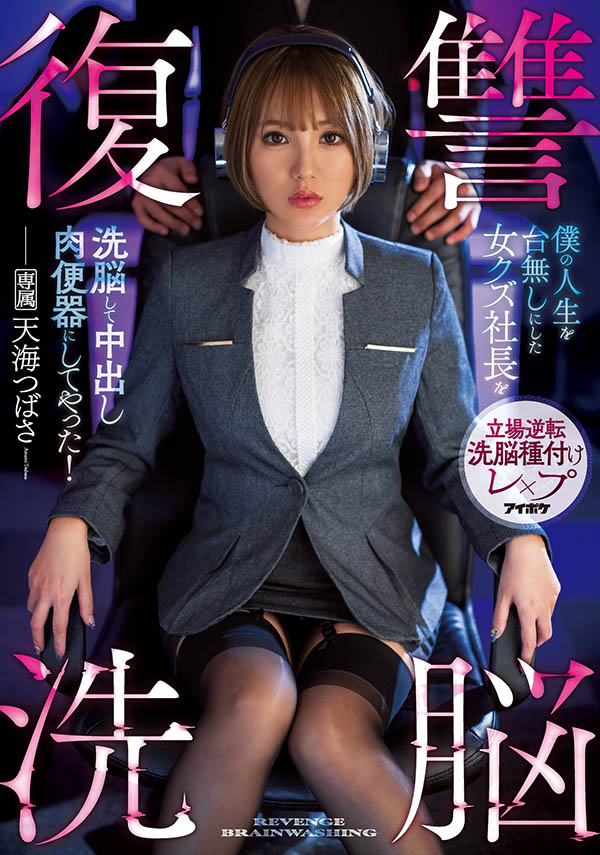 復讐
僕の人生を
台無しにした
女クズ社長を
洗脳して中出し
肉便器にしてやった!
専属 天海つばさ
Amami Tsubasa
立場逆転
洗脳種付け
レ×プ
アイポケ
洗脳
REVENGE
BRAINWASHING